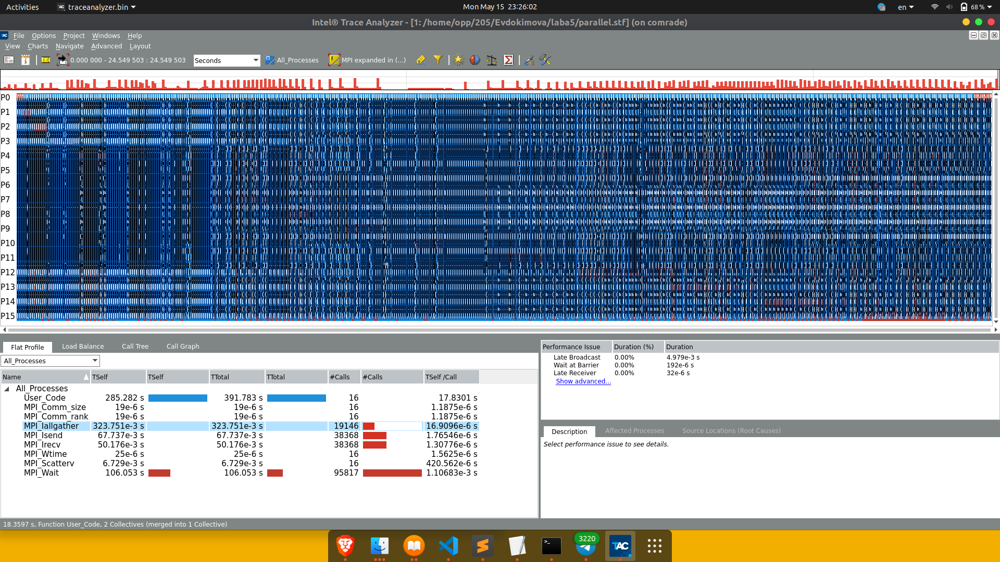 Activities traceanalyzer.bin Mon May 15 23:26:02 en 68 %
Intel® Trace Analyzer - [1: /home/opp/205/Evdokimova/laba5/parallel.stf] (on comrade)
File Options Project Windows Help
View Charts Navigate Advanced Layout
0.000 000 - 24.549 503 : 24.549 503 Seconds All_Processes MPI expanded in (...)
P0
P1
P2
P3
P4
P5
P6
P7
P8
P9
P10
P11
P12
P13
P14
P15
Flat Profile Load Balance Call Tree Call Graph
All_Processes
Name TSelf TSelf TTotal TTotal #Calls #Calls TSelf /Call
All_Processes
User_Code 285.282 s 391.783 s 16 17.8301 s
MPI_Comm_size 19e-6 s 19e-6 s 16 1.1875e-6 s
MPI_Comm_rank 19e-6 s 19e-6 s 16 1.1875e-6 s
MPI_Iallgather 323.751e-3 s 323.751e-3 s 19146 16.9096e-6 s
MPI_Isend 67.737e-3 s 67.737e-3 s 38368 1.76546e-6 s
MPI_Irecv 50.176e-3 s 50.176e-3 s 38368 1.30776e-6 s
MPI_Wtime 25e-6 s 25e-6 s 16 1.5625e-6 s
MPI_Scatterv 6.729e-3 s 6.729e-3 s 16 420.562e-6 s
MPI_Wait 106.053 s 106.053 s 95817 1.10683e-3 s
Performance Issue Duration (%) Duration
Late Broadcast 0.00% 4.979e-3 s
Wait at Barrier 0.00% 192e-6 s
Late Receiver 0.00% 32e-6 s
Show advanced...
Description Affected Processes Source Locations (Root Causes)
Select performance issue to see details.
18.3597 s, Function User_Code, 2 Collectives (merged into 1 Collective)
3220
TAC